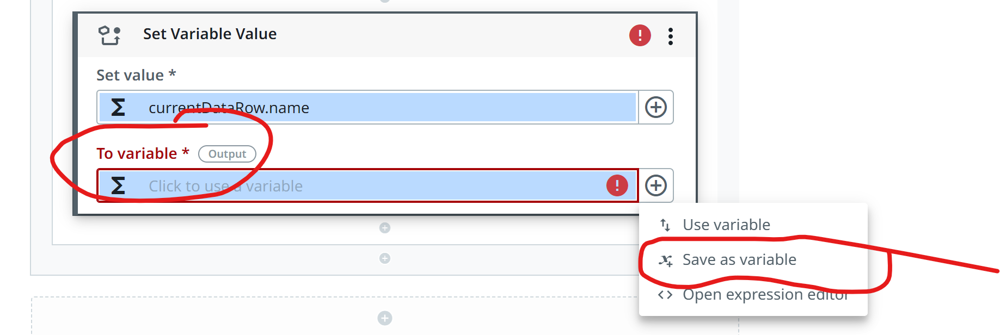 Set Variable Value
Set value *
currentDataRow.name
To variable * Output
Click to use a variable
Use variable
Save as variable
Open expression editor